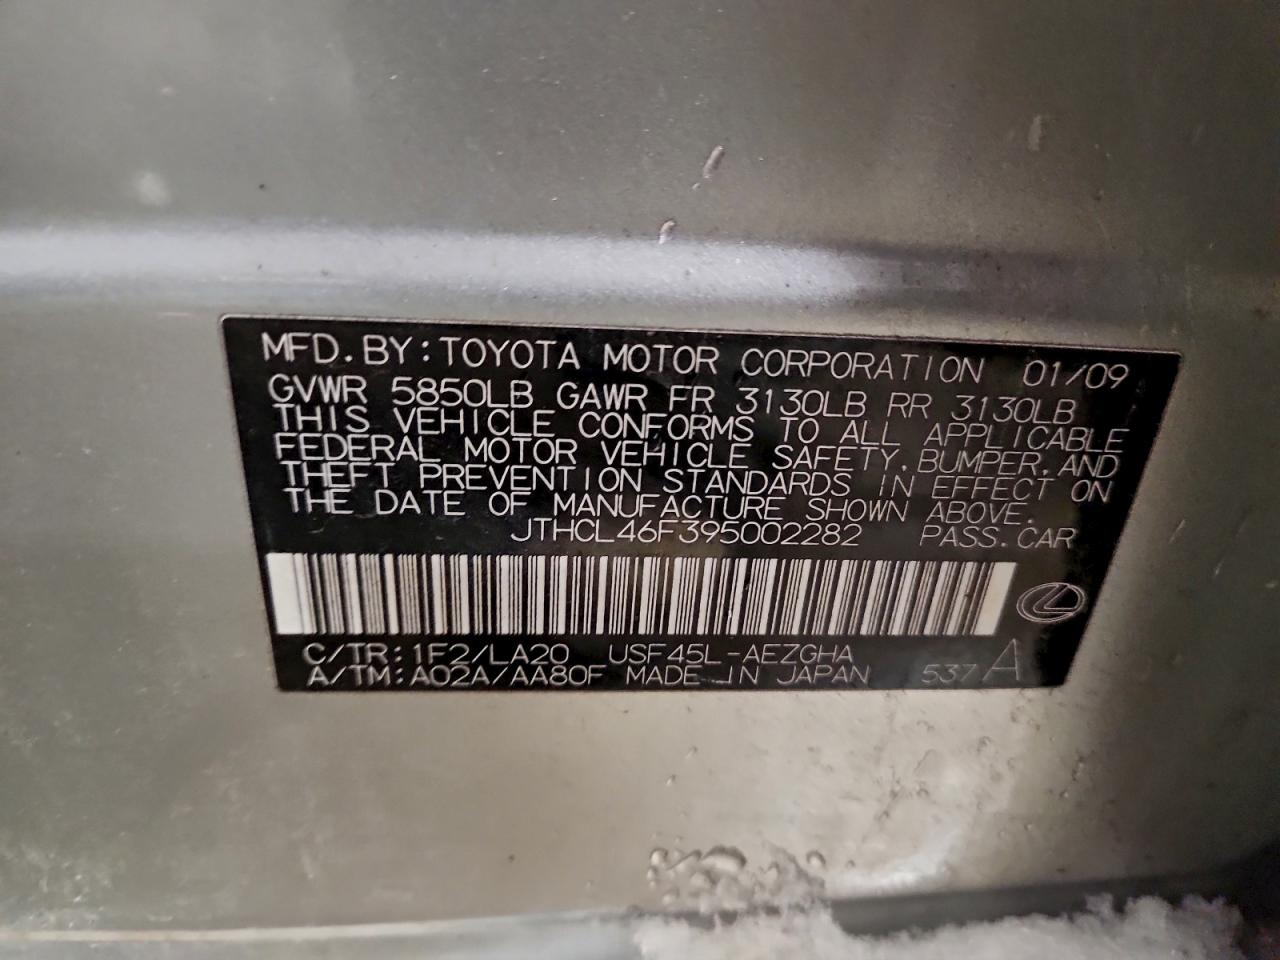 MFD. BY: TOYOTA MOTOR CORPORATION 01/09
GVWR 5850LB GAWR FR 3130LB RR 3130LB
THIS VEHICLE CONFORMS TO ALL APPLICABLE
FEDERAL MOTOR VEHICLE SAFETY, BUMPER, AND
THEFT PREVENTION STANDARDS IN EFFECT ON
THE DATE OF MANUFACTURE SHOWN ABOVE.
JTHCL46F395002282 PASS. CAR
C/TR: 1F2/LA20 USF45L-AEZGHA
A/TM: A02A/AA80F MADE IN JAPAN 537 A